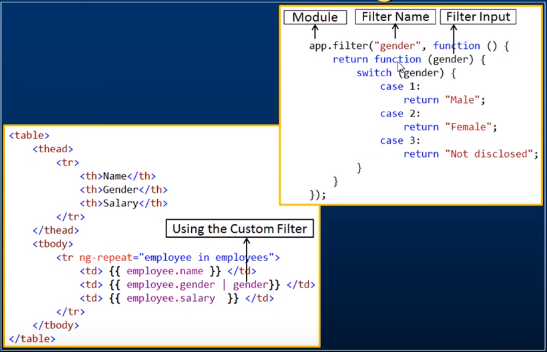 Module Filter Name Filter Input
app.filter("gender", function () {
return function (gender) {
switch (gender) {
case 1:
return "Male";
case 2:
return "Female";
case 3:
return "Not disclosed";
}
}
});
<table>
<thead>
<tr>
<th>Name</th>
<th>Gender</th>
<th>Salary</th>
</tr>
</thead>
Using the Custom Filter
<tbody>
<tr ng-repeat="employee in employees">
<td> {{ employee.name }} </td>
<td> {{ employee.gender | gender}} </td>
<td> {{ employee.salary  }} </td>
</tr>
</tbody>
</table>